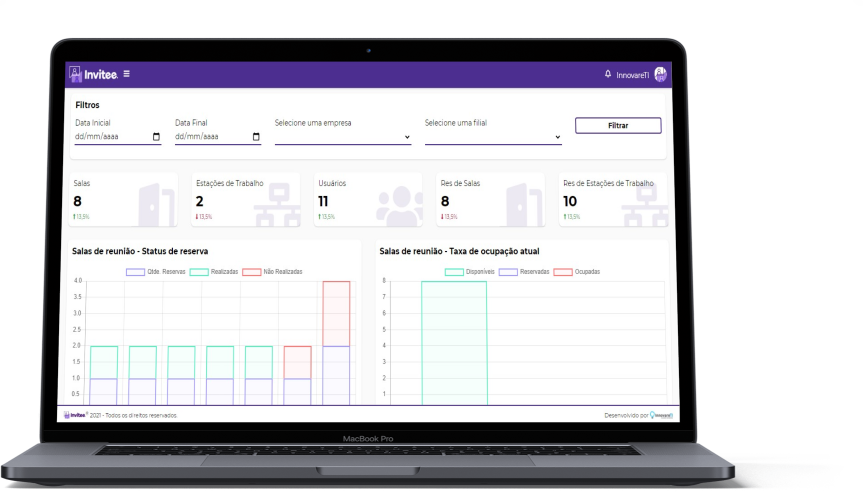 Invitee.
InnovareTI
Filtros
Data Inicial
Data Final
Selecione uma empresa
Selecione uma filial
dd/mm/aaaa
dd/mm/aaaa
Filtrar
Salas
Estações de Trabalho
Usuários
Res de Salas
Res de Estações de Trabalho
8
2
11
8
10
13,5%
13,5%
13,5%
13,5%
13,5%
Salas de reunião - Status de reserva
Salas de reunião - Taxa de ocupação atual
Qtde. Reservas
Realizadas
Não Realizadas
Disponíveis
Reservadas
Ocupadas
4.0
3.5
3.0
2.5
2.0
1.5
1.0
0.5
8
7
6
5
4
3
2
1
Invitee ® 2021 - Todos os direitos reservados.
Desenvolvido por InnovareTI
MacBook Pro